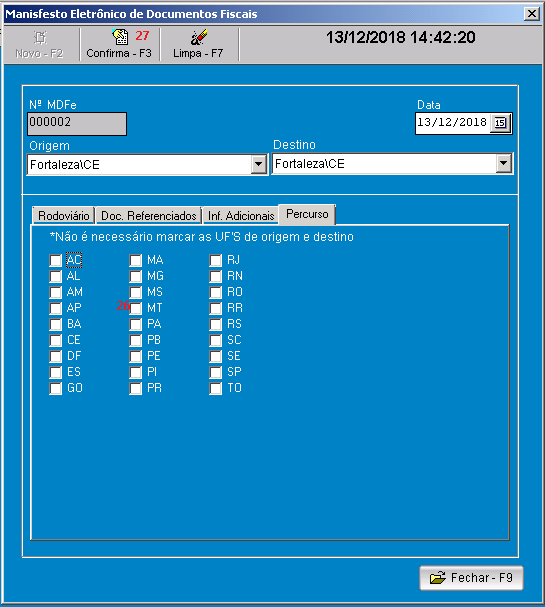 Manisfesto Eletrônico de Documentos Fiscais
Novo - F2
27
Confirma - F3
Limpa - F7
13/12/2018 14:42:20
Nº MDFe
Data
000002
13/12/2018
15
Origem
Destino
Fortaleza\CE
Fortaleza\CE
Rodoviário
Doc. Referenciados
Inf. Adicionais
Percurso
*Não é necessário marcar as UF'S de origem e destino
AC MA RJ
AL MG RN
AM MS RO
AP MT RR
BA PA RS
CE PB SC
DF PE SE
ES PI SP
GO PR TO
Fechar - F9